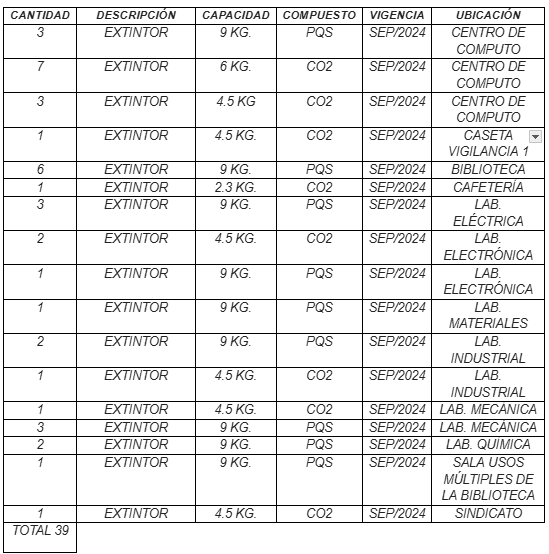 CANTIDAD DESCRIPCIÓN CAPACIDAD COMPUESTO VIGENCIA UBICACIÓN
3 EXTINTOR 9 KG. PQS SEP/2024 CENTRO DE
COMPUTO
7 EXTINTOR 6 KG. CO2 SEP/2024 CENTRO DE
COMPUTO
3 EXTINTOR 4.5 KG CO2 SEP/2024 CENTRO DE
COMPUTO
1 EXTINTOR 4.5 KG. CO2 SEP/2024 CASETA
VIGILANCIA 1
6 EXTINTOR 9 KG. PQS SEP/2024 BIBLIOTECA
1 EXTINTOR 2.3 KG. CO2 SEP/2024 CAFETERÍA
3 EXTINTOR 9 KG. PQS SEP/2024 LAB.
ELÉCTRICA
2 EXTINTOR 4.5 KG. CO2 SEP/2024 LAB.
ELECTRÓNICA
1 EXTINTOR 9 KG. PQS SEP/2024 LAB.
ELECTRÓNICA
1 EXTINTOR 9 KG. PQS SEP/2024 LAB.
MATERIALES
2 EXTINTOR 9 KG. PQS SEP/2024 LAB.
INDUSTRIAL
1 EXTINTOR 4.5 KG. CO2 SEP/2024 LAB.
INDUSTRIAL
1 EXTINTOR 4.5 KG. CO2 SEP/2024 LAB. MECÁNICA
3 EXTINTOR 9 KG. PQS SEP/2024 LAB. MECÁNICA
2 EXTINTOR 9 KG. PQS SEP/2024 LAB. QUÍMICA
1 EXTINTOR 9 KG. PQS SEP/2024 SALA USOS
MÚLTIPLES DE
LA BIBLIOTECA
1 EXTINTOR 4.5 KG. CO2 SEP/2024 SINDICATO
TOTAL 39